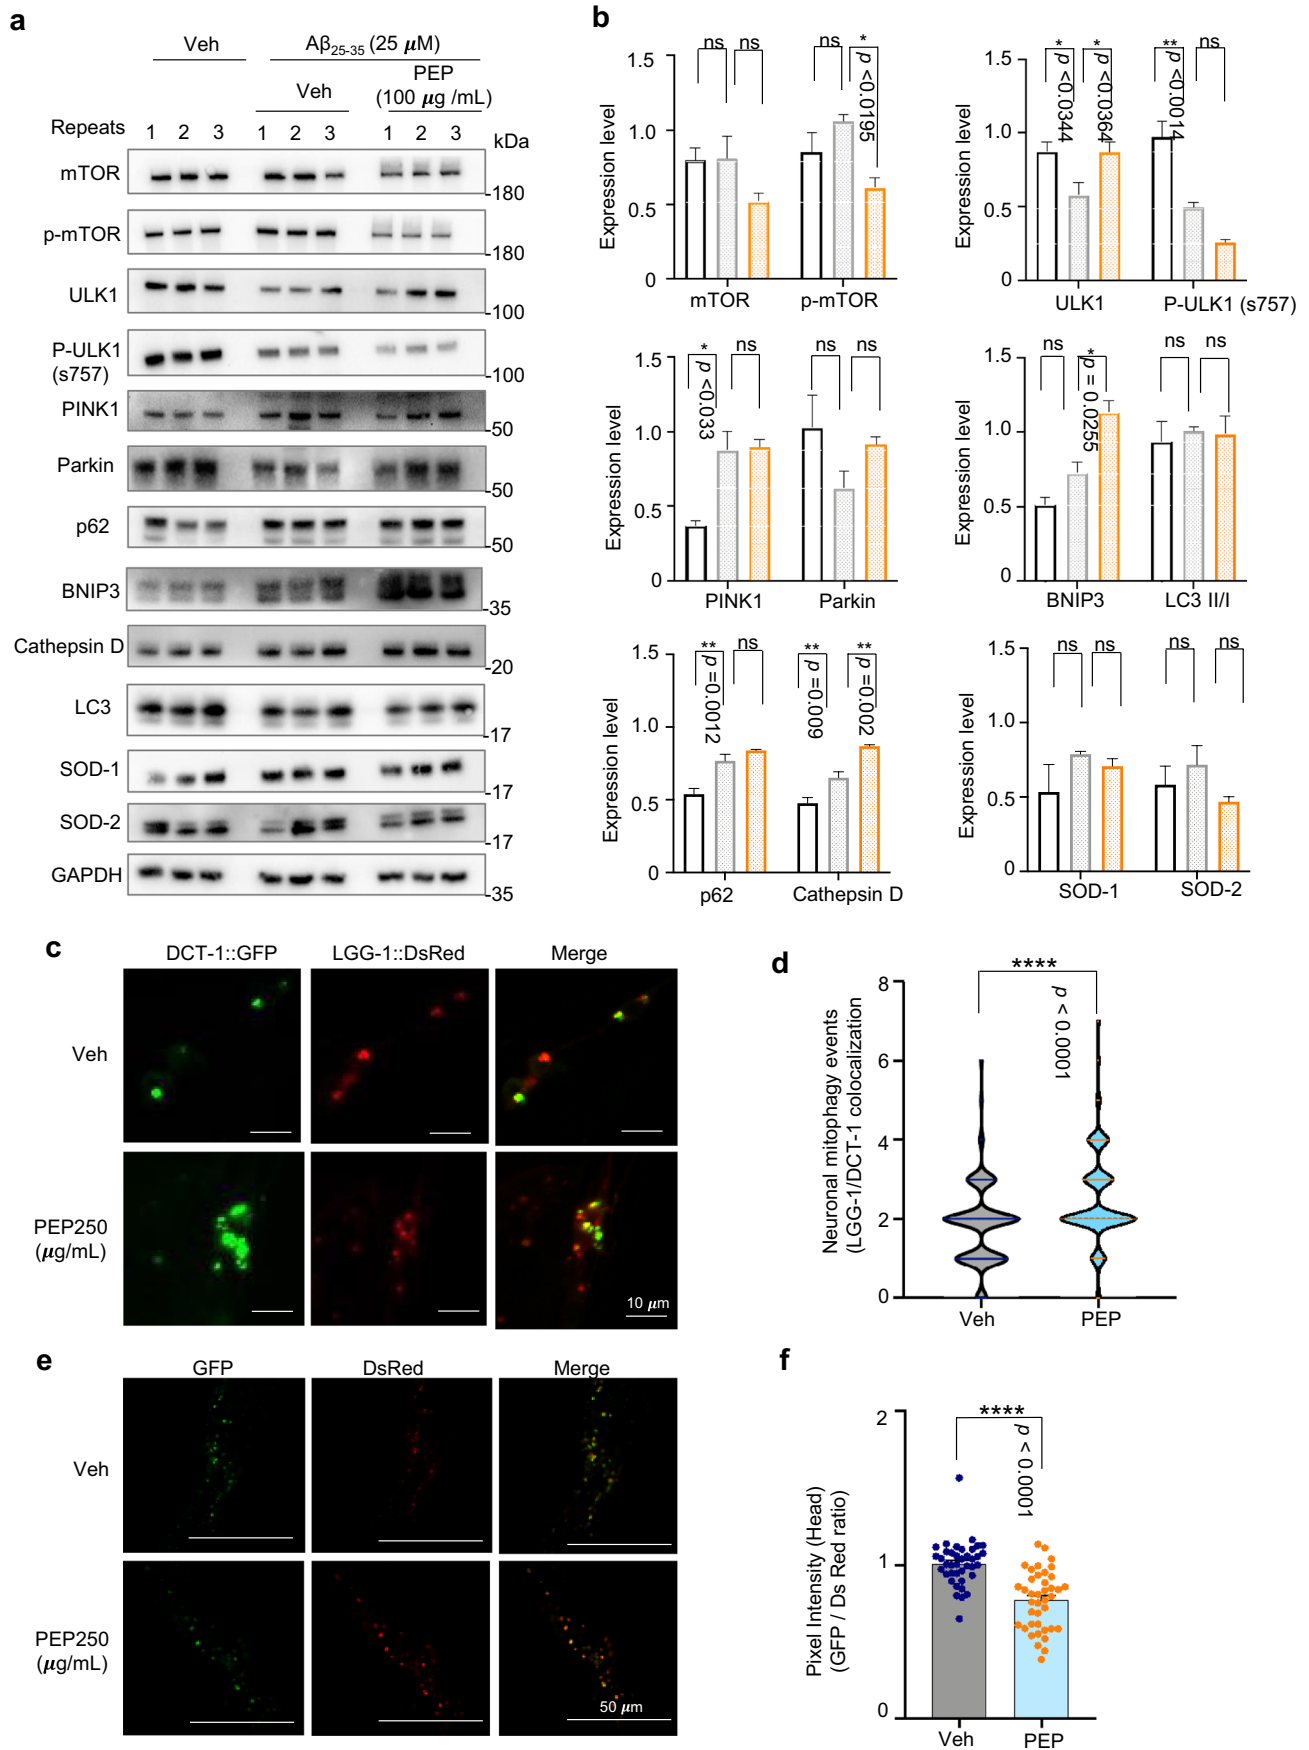 a
Veh
Aβ25-35 (25 μM)
Veh
PEP
(100 μg /mL)
Repeats 1 2 3 1 2 3 1 2 3 kDa
mTOR
-180
p-mTOR
-180
ULK1
-100
P-ULK1
(s757)
-100
PINK1
-50
Parkin
-50
p62
-50
BNIP3
-35
Cathepsin D
-20
LC3
-17
SOD-1
-17
SOD-2
-17
GAPDH
-35
b
Expression level
1.5
1.0
0.5
0
ns ns
ns *
p <0.0195
mTOR p-mTOR
Expression level
1.5
1.0
0.5
0
* *
p <0.0344
p <0.0364
** ns
p <0.0014
ULK1 P-ULK1 (s757)
Expression level
1.5
1.0
0.5
0
* ns
p <0.033
ns ns
PINK1 Parkin
Expression level
1.5
1.0
0.5
0
ns *
p = 0.0255
ns ns
BNIP3 LC3 II/I
Expression level
1.5
1.0
0.5
0
** ns
p =0.0012
** **
p =0.009
p =0.002
p62 Cathepsin D
Expression level
1.5
1.0
0.5
0
ns ns
ns ns
SOD-1 SOD-2
c
DCT-1::GFP LGG-1::DsRed Merge
Veh
PEP250
(μg/mL)
10 μm
d
Neuronal mitophagy events
(LGG-1/DCT-1 colocalization
8
6
4
2
0
****
p < 0.0001
Veh PEP
e
GFP DsRed Merge
Veh
PEP250
(μg/mL)
50 μm
f
Pixel Intensity (Head)
(GFP / Ds Red ratio)
2
1
0
****
p < 0.0001
Veh PEP